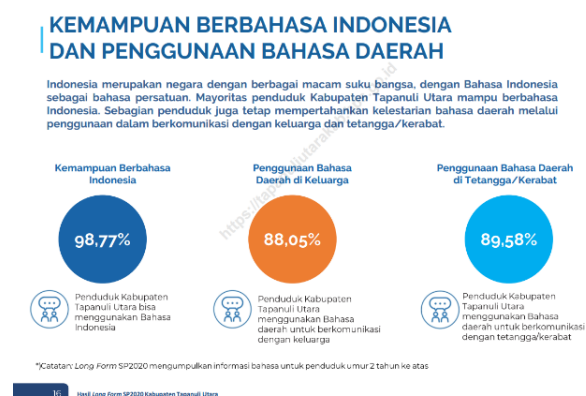 KEMAMPUAN BERBAHASA INDONESIA
DAN PENGGUNAAN BAHASA DAERAH
Indonesia merupakan negara dengan berbagai macam suku bangsa, dengan Bahasa Indonesia
sebagai bahasa persatuan. Mayoritas penduduk Kabupaten Tapanuli Utara mampu berbahasa
Indonesia. Sebagian penduduk juga tetap mempertahankan kelestarian bahasa daerah melalui
penggunaan dalam berkomunikasi dengan keluarga dan tetangga/kerabat.
Kemampuan Berbahasa
Indonesia
98,77%
Penduduk Kabupaten
Tapanuli Utara bisa
menggunakan Bahasa
Indonesia
Penggunaan Bahasa
Daerah di Keluarga
88,05%
Penduduk Kabupaten
Tapanuli Utara
menggunakan Bahasa
daerah untuk berkomunikasi
dengan keluarga
Penggunaan Bahasa Daerah
di Tetangga/Kerabat
89,58%
Penduduk Kabupaten
Tapanuli Utara
menggunakan Bahasa
daerah untuk berkomunikasi
dengan tetangga/kerabat
*)Catatan: Long Form SP2020 mengumpulkan informasi bahasa untuk penduduk umur 2 tahun ke atas
16
Hasil Long Form SP2020 Kabupaten Tapanuli Utara